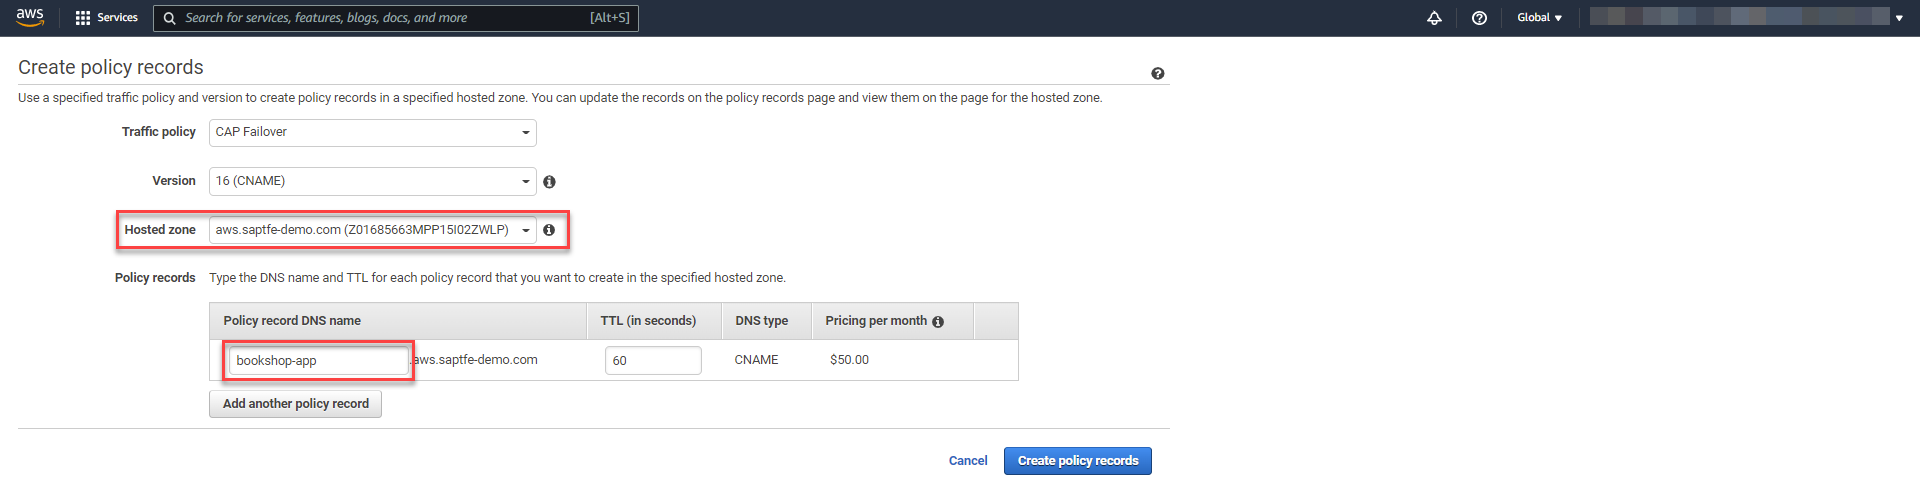 aws Services Search for services, features, blogs, docs, and more [Alt+S] Global
Create policy records
Use a specified traffic policy and version to create policy records in a specified hosted zone. You can update the records on the policy records page and view them on the page for the hosted zone.
Traffic policy CAP Failover
Version 16 (CNAME)
Hosted zone aws.saptfe-demo.com (Z01685663MPP15I02ZWLP)
Policy records Type the DNS name and TTL for each policy record that you want to create in the specified hosted zone.
Policy record DNS name TTL (in seconds) DNS type Pricing per month
bookshop-app .aws.saptfe-demo.com 60 CNAME $50.00
Add another policy record
Cancel Create policy records